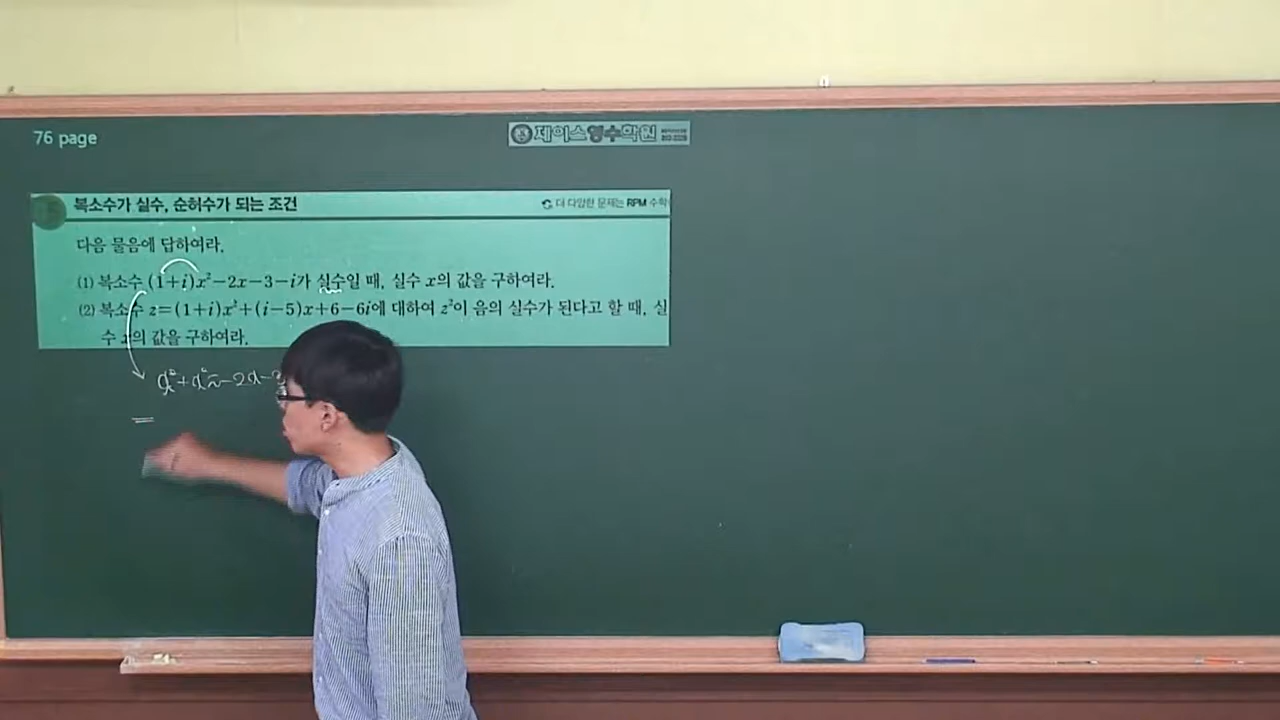 76 page
제이스영수학원
복소수가 실수, 순허수가 되는 조건
더 다양한 문제는 RPM 수학
다음 물음에 답하여라.
(1) 복소수 (1+i)x²-2x-3-i가 실수일 때, 실수 x의 값을 구하여라.
(2) 복소수 z=(1+i)x²+(i-5)x+6-6i에 대하여 z²이 음의 실수가 된다고 할 때, 실
수 x의 값을 구하여라.
x²+x²i-2x-3
=